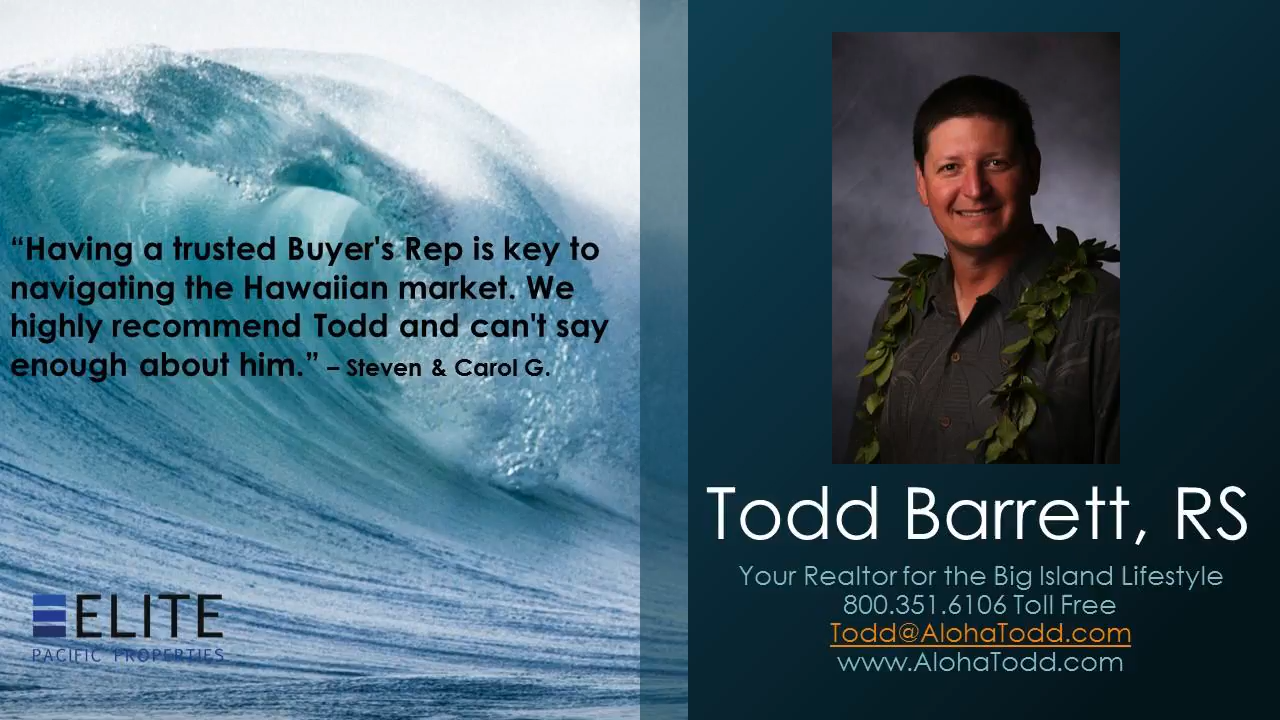 “Having a trusted Buyer's Rep is key to
navigating the Hawaiian market. We
highly recommend Todd and can't say
enough about him.” – Steven & Carol G.
ELITE
PACIFIC PROPERTIES
Todd Barrett, RS
Your Realtor for the Big Island Lifestyle
800.351.6106 Toll Free
Todd@AlohaTodd.com
www.AlohaTodd.com